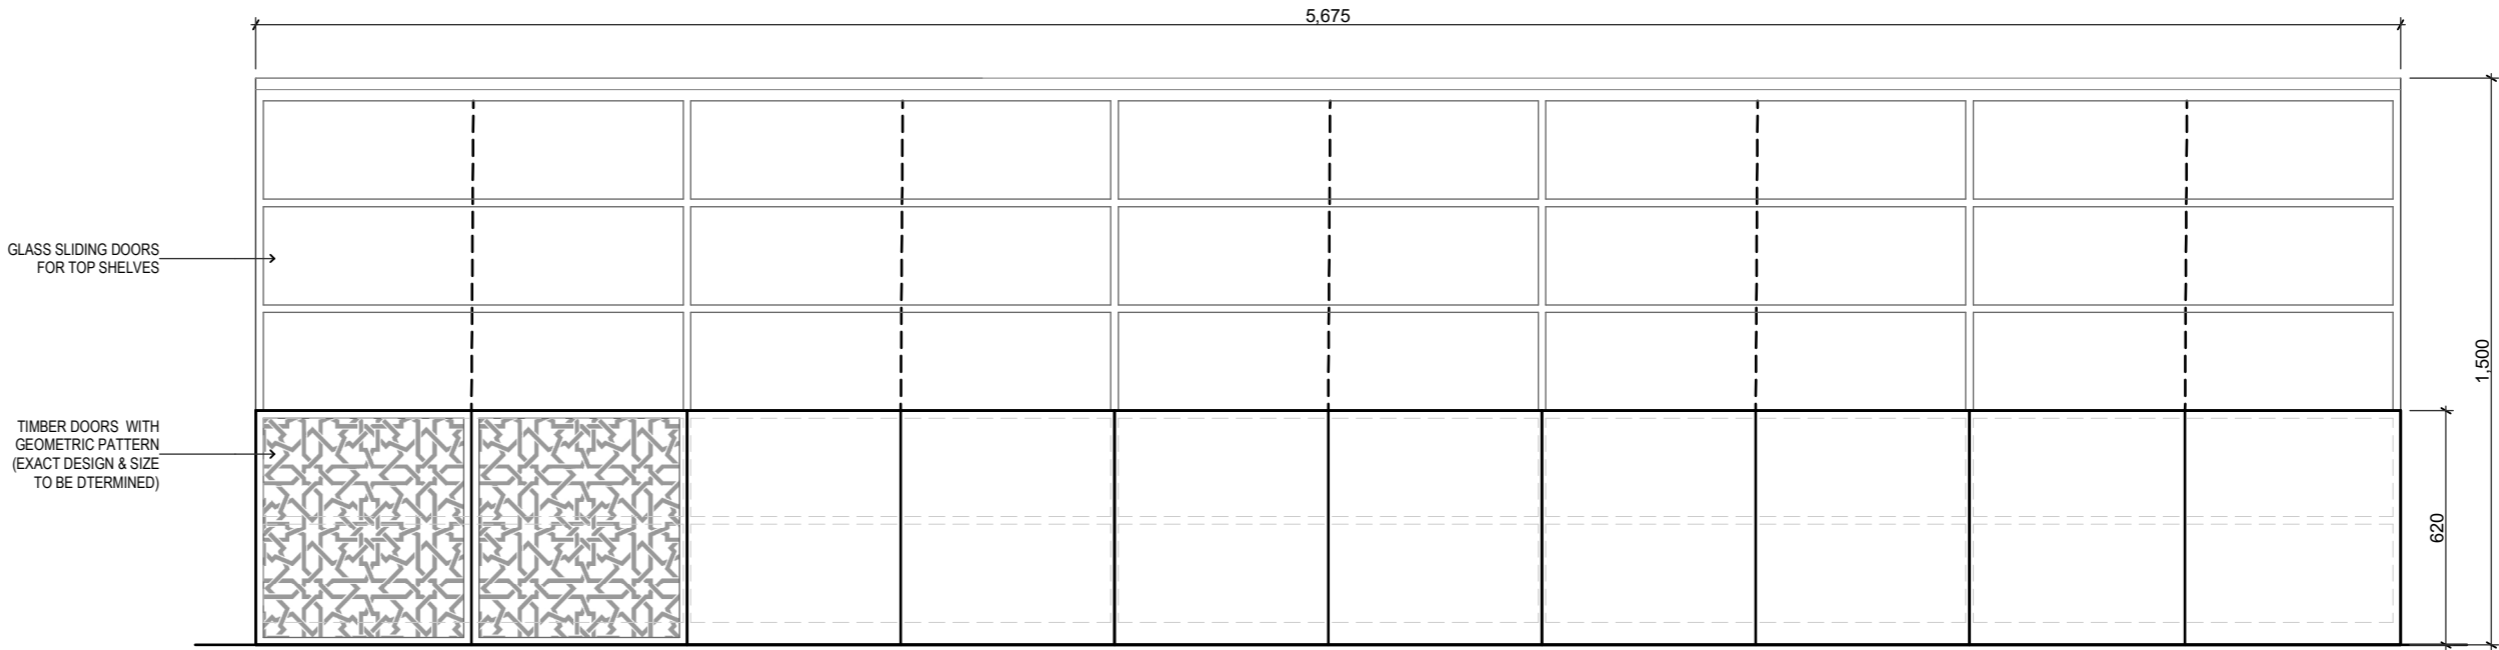 5,675
GLASS SLIDING DOORS
FOR TOP SHELVES
1,500
TIMBER DOORS WITH
GEOMETRIC PATTERN
(EXACT DESIGN & SIZE
TO BE DTERMINED)
620